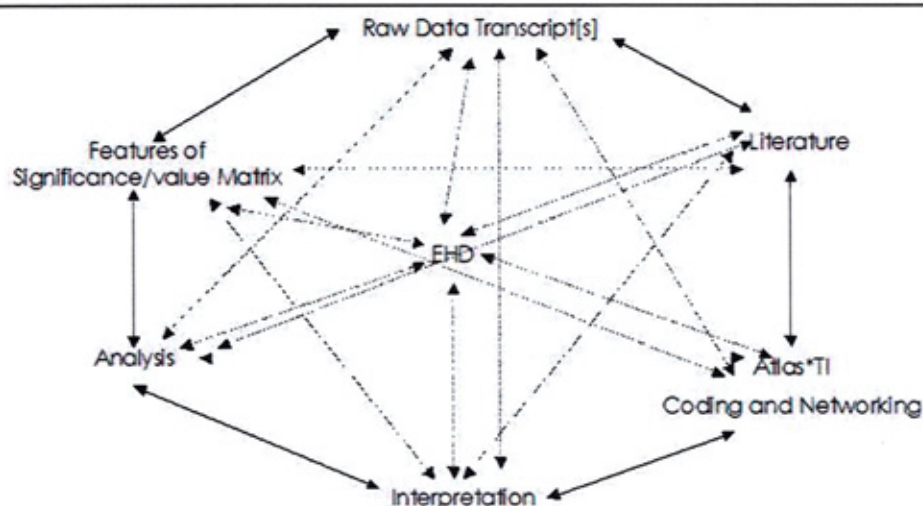 Raw Data Transcript[s]
Literature
Features of
Significance/value Matrix
EHD
Analysis
Atlas*TI
Coding and Networking
Interpretation